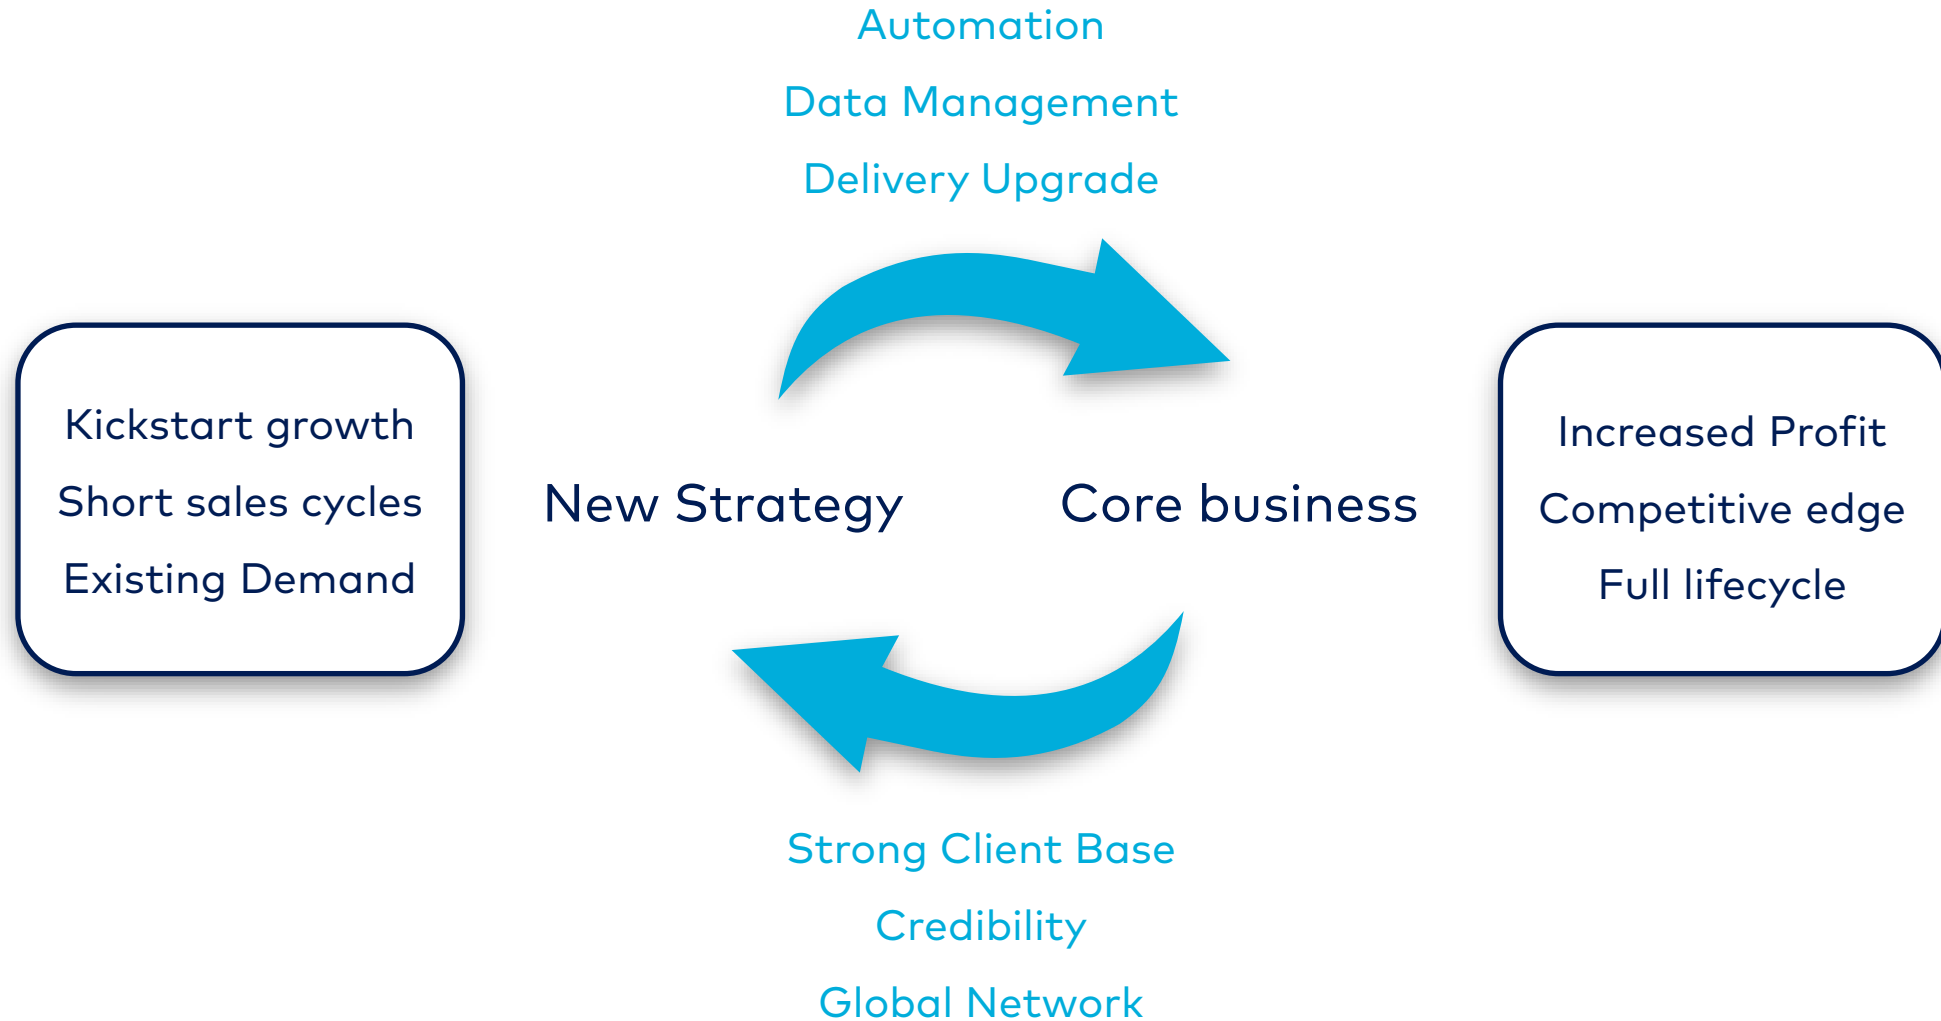 Automation
Data Management
Delivery Upgrade
Kickstart growth
Short sales cycles
Existing Demand
New Strategy
Core business
Increased Profit
Competitive edge
Full lifecycle
Strong Client Base
Credibility
Global Network